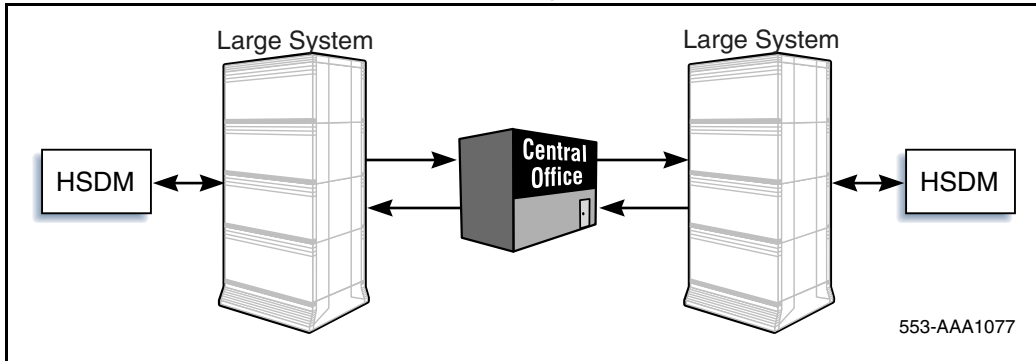 Large System
Large System
HSDM
Central
Office
HSDM
553-AAA1077